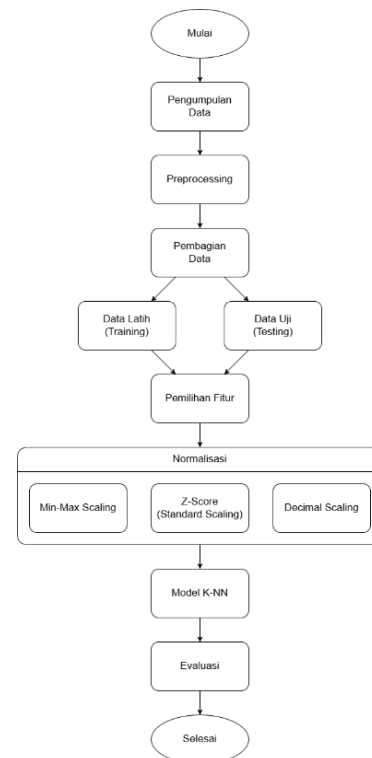 Mulai
Pengumpulan
Data
Preprocessing
Pembagian
Data
Data Latih
(Training)
Data Uji
(Testing)
Pemilihan Fitur
Normalisasi
Min-Max Scaling
Z-Score
(Standard Scaling)
Decimal Scaling
Model K-NN
Evaluasi
Selesai